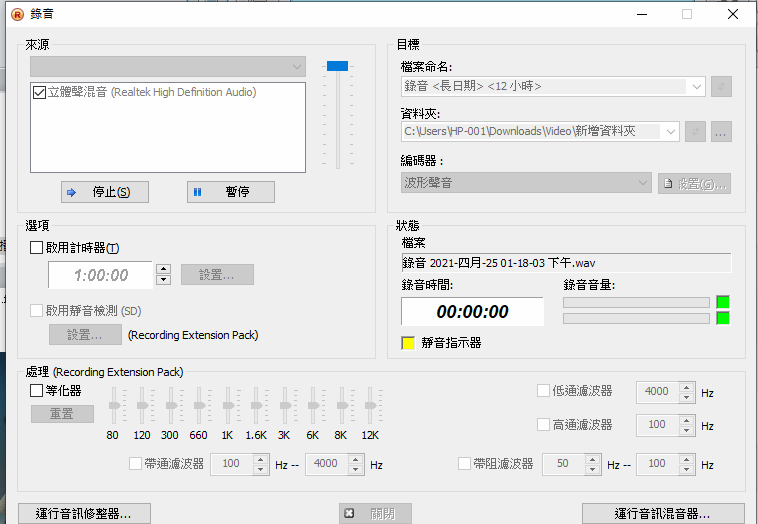 錄音
來源
立體聲混音 (Realtek High Definition Audio)
停止(S)
暫停
目標
檔案命名:
錄音 <長日期> <12 小時>
資料夾:
C:\Users\HP-001\Downloads\Video\新增資料夾
...
編碼器 :
波形聲音
設置(G)...
選項
啟用計時器(T)
1:00:00
設置...
啟用靜音檢測 (SD)
設置...
(Recording Extension Pack)
狀態
檔案
錄音 2021-四月-25 01-18-03 下午.wav
錄音時間:
錄音音量:
00:00:00
靜音指示器
處理 (Recording Extension Pack)
等化器
重置
80 120 300 660 1K 1.6K 3K 6K 8K 12K
低通濾波器 4000 Hz
高通濾波器 100 Hz
帶通濾波器 100 Hz -- 4000 Hz
帶阻濾波器 50 Hz -- 100 Hz
運行音訊修整器...
關閉
運行音訊混音器...